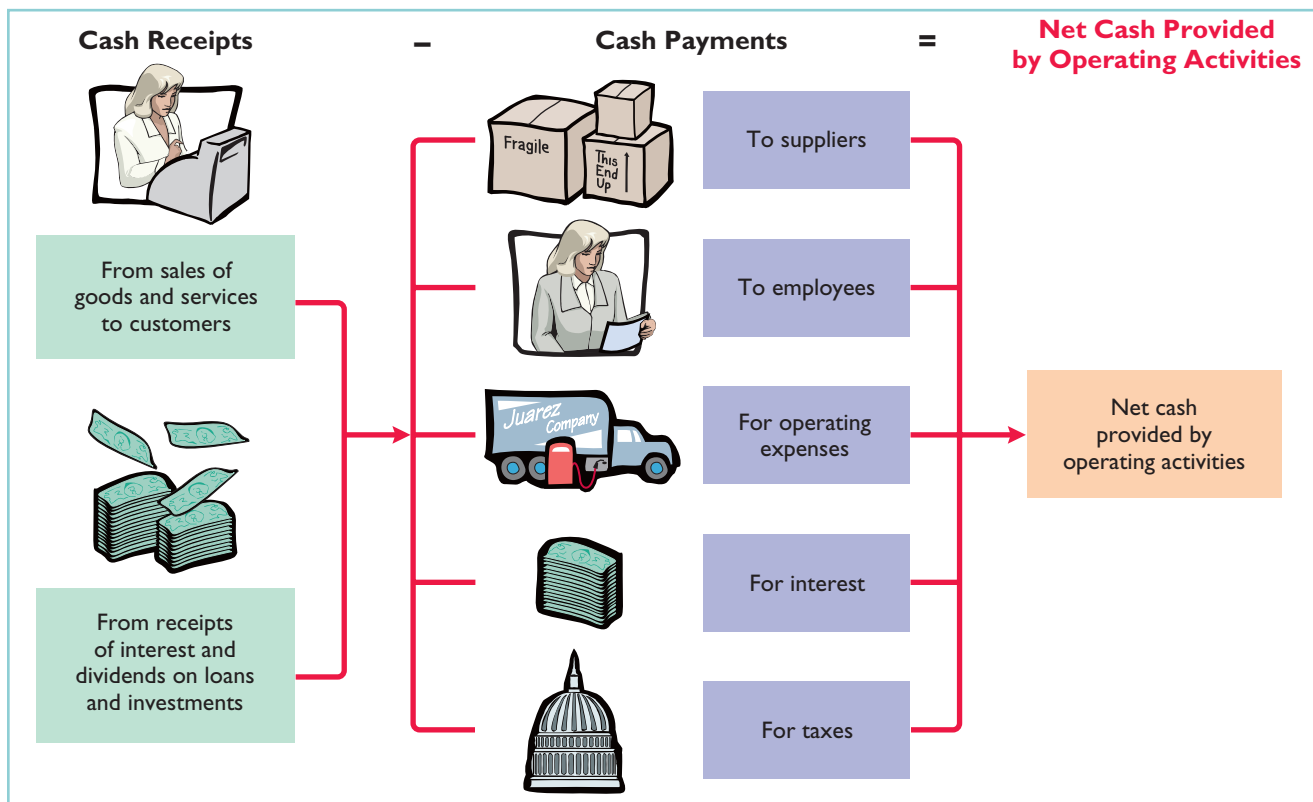 Cash Receipts
–
Cash Payments
=
Net Cash Provided
by Operating Activities
From sales of
goods and services
to customers
From receipts
of interest and
dividends on loans
and investments
Fragile
This
End
Up
To suppliers
To employees
Juarez
Company
For operating
expenses
For interest
For taxes
Net cash
provided by
operating activities